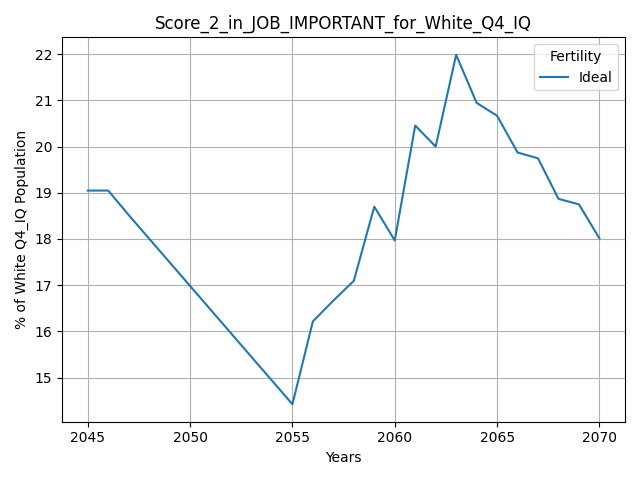 Score_2_in_JOB_IMPORTANT_for_White_Q4_IQ
Fertility
Ideal
% of White Q4_IQ Population
22
21
20
19
18
17
16
15
2045 2050 2055 2060 2065 2070
Years